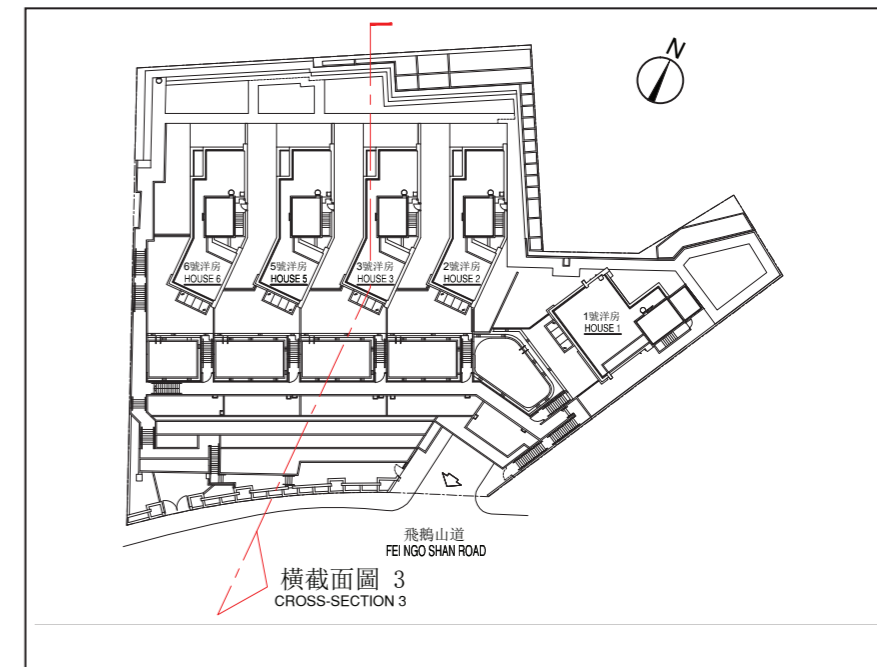 N
6號洋房
HOUSE 6
5號洋房
HOUSE 5
3號洋房
HOUSE 3
2號洋房
HOUSE 2
1號洋房
HOUSE 1
飛鵝山道
FEI NGO SHAN ROAD
橫截面圖 3
CROSS-SECTION 3